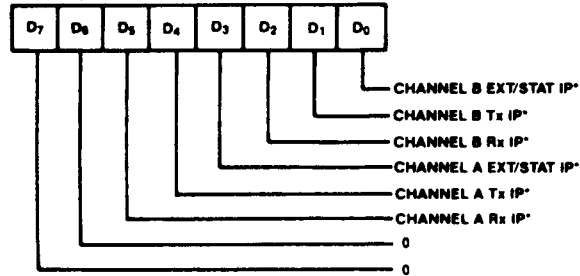 D7 D6 D5 D4 D3 D2 D1 D0
CHANNEL B EXT/STAT IP*
CHANNEL B Tx IP*
CHANNEL B Rx IP*
CHANNEL A EXT/STAT IP*
CHANNEL A Tx IP*
CHANNEL A Rx IP*
0
0